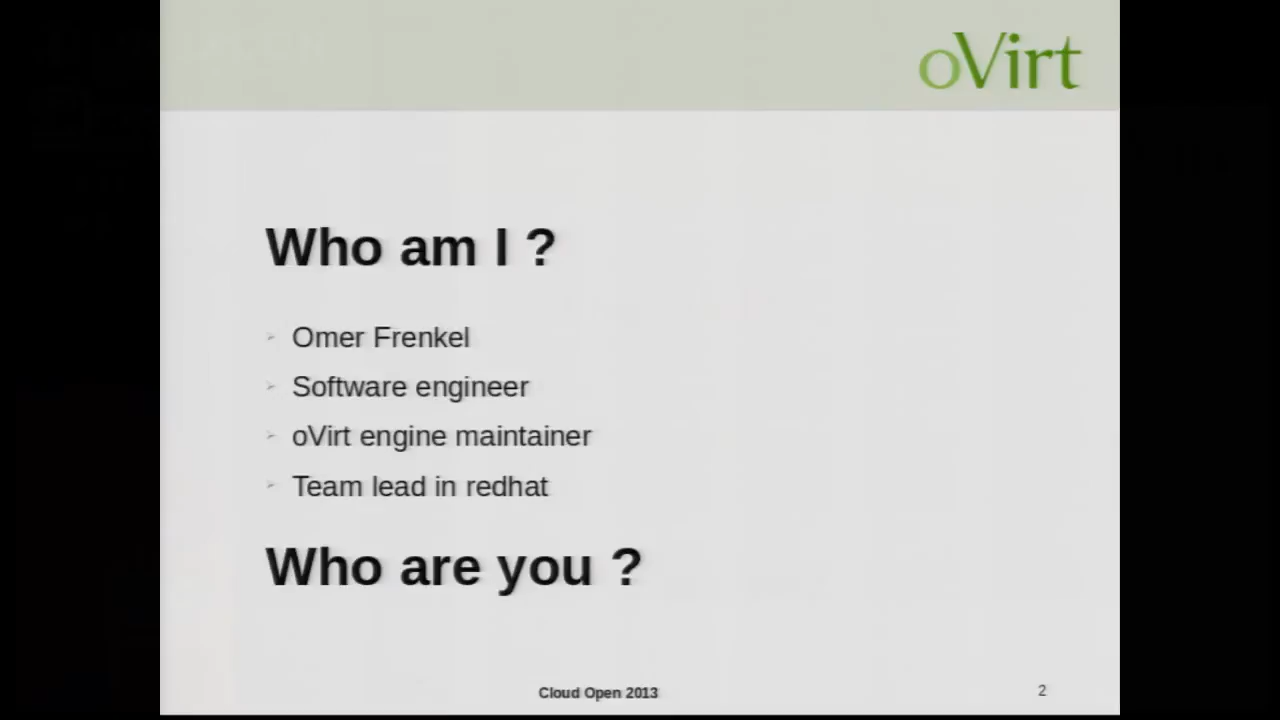 oVirt
Who am I ?
Omer Frenkel
Software engineer
oVirt engine maintainer
Team lead in redhat
Who are you ?
Cloud Open 2013
2